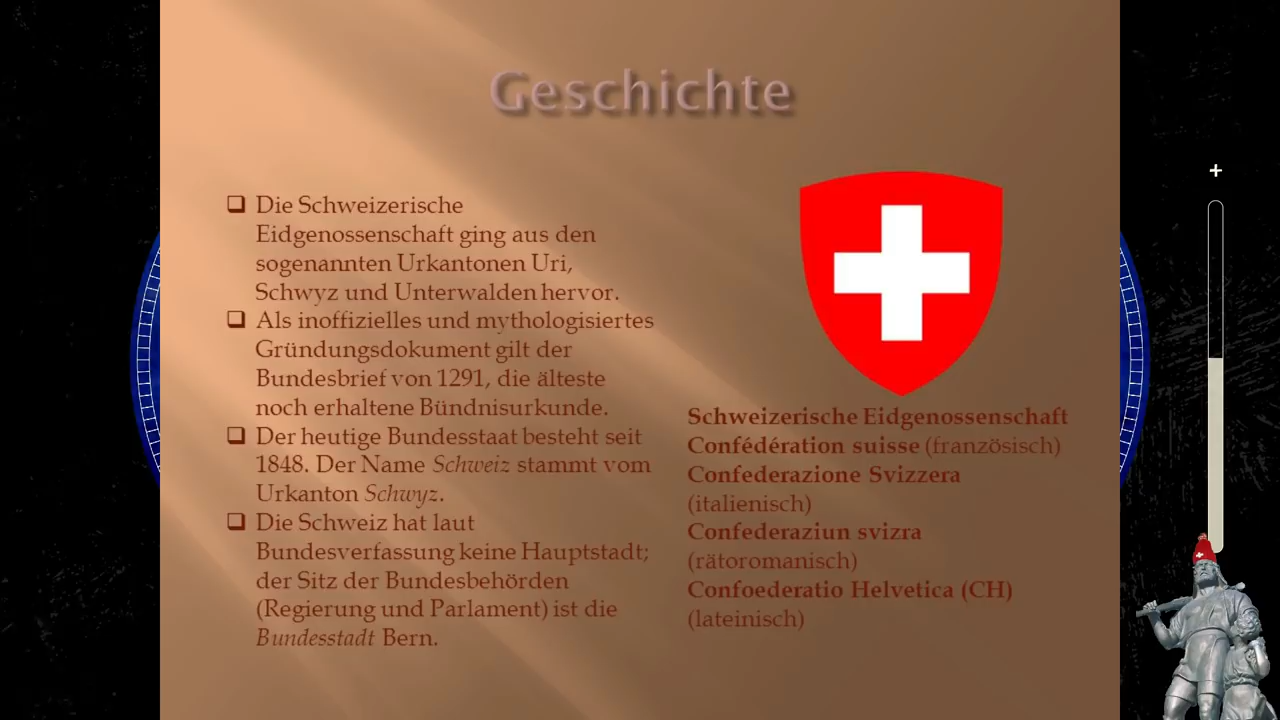 Geschichte
Die Schweizerische
Eidgenossenschaft ging aus den
sogenannten Urkantonen Uri,
Schwyz und Unterwalden hervor.
Als inoffizielles und mythologisiertes
Gründungsdokument gilt der
Bundesbrief von 1291, die älteste
noch erhaltene Bündnisurkunde.
Der heutige Bundesstaat besteht seit
1848. Der Name Schweiz stammt vom
Urkanton Schwyz.
Die Schweiz hat laut
Bundesverfassung keine Hauptstadt;
der Sitz der Bundesbehörden
(Regierung und Parlament) ist die
Bundesstadt Bern.
Schweizerische Eidgenossenschaft
Confédération suisse (französisch)
Confederazione Svizzera
(italienisch)
Confederaziun svizra
(rätoromanisch)
Confoederatio Helvetica (CH)
(lateinisch)
+